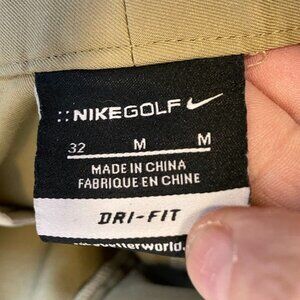 NIKEGOLF
32 M M
MADE IN CHINA
FABRIQUE EN CHINE
DRI-FIT